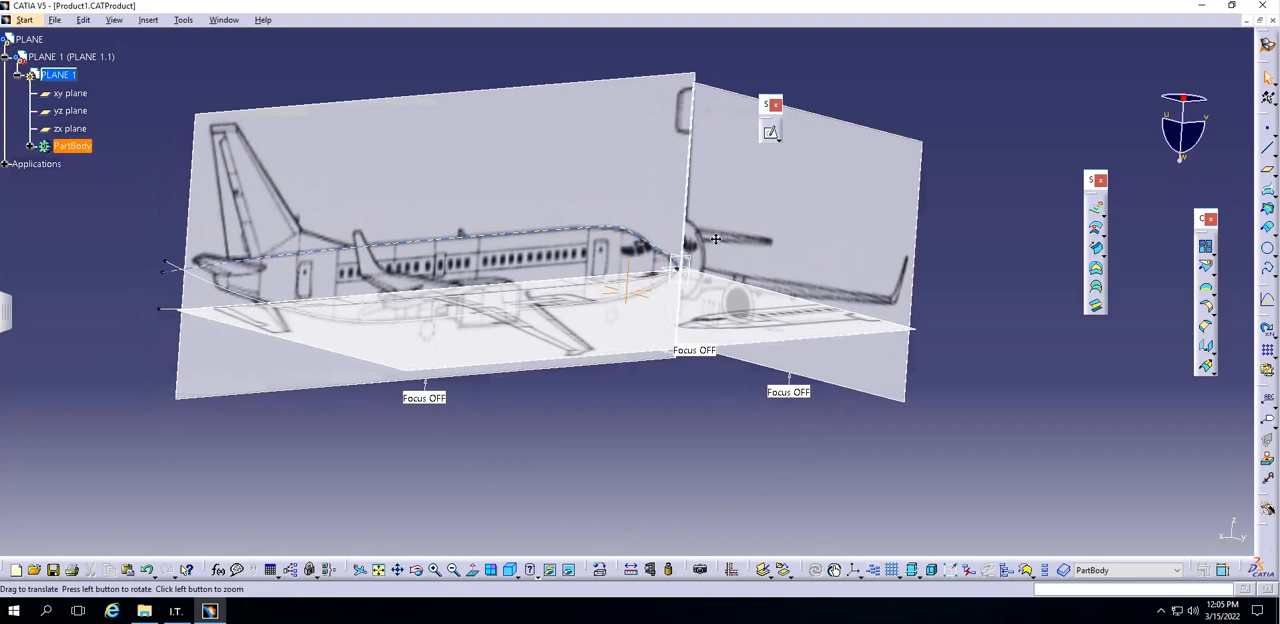 CATIA V5 - [Product1.CATProduct]
Start File Edit View Insert Tools Window Help
PLANE
PLANE 1 (PLANE 1.1)
PLANE 1
xy plane
yz plane
zx plane
PartBody
Applications
S x
S x
C x
u v
w
Focus OFF
Focus OFF
Focus OFF
z
x y
ABC
f(x)
PartBody
CATIA
Drag to translate Press left button to rotate Click left button to zoom
I.T.
12:05 PM
3/15/2022